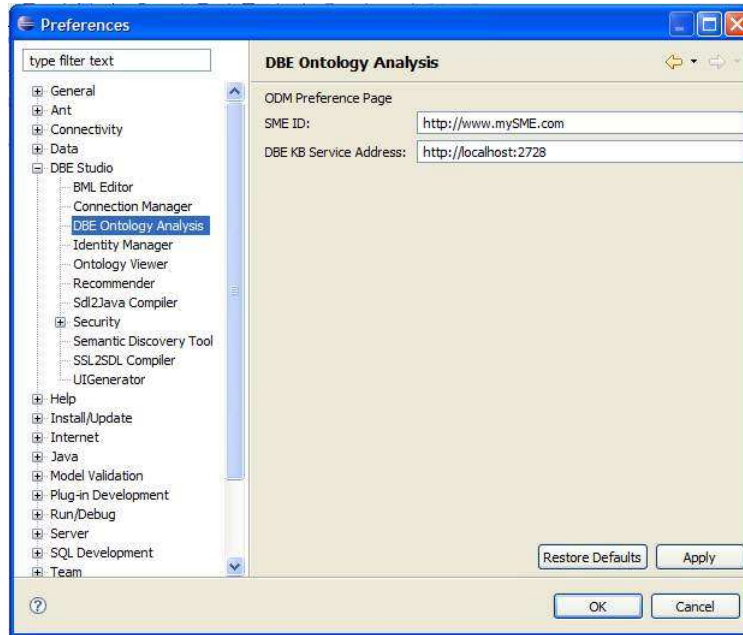 Preferences
type filter text
General
Ant
Connectivity
Data
DBE Studio
BML Editor
Connection Manager
DBE Ontology Analysis
Identity Manager
Ontology Viewer
Recommender
Sdl2Java Compiler
Security
Semantic Discovery Tool
SSL2SDL Compiler
UIGenerator
Help
Install/Update
Internet
Java
Model Validation
Plug-in Development
Run/Debug
Server
SQL Development
Team
DBE Ontology Analysis
ODM Preference Page
SME ID: http://www.mySME.com
DBE KB Service Address: http://localhost:2728
Restore Defaults Apply
OK Cancel